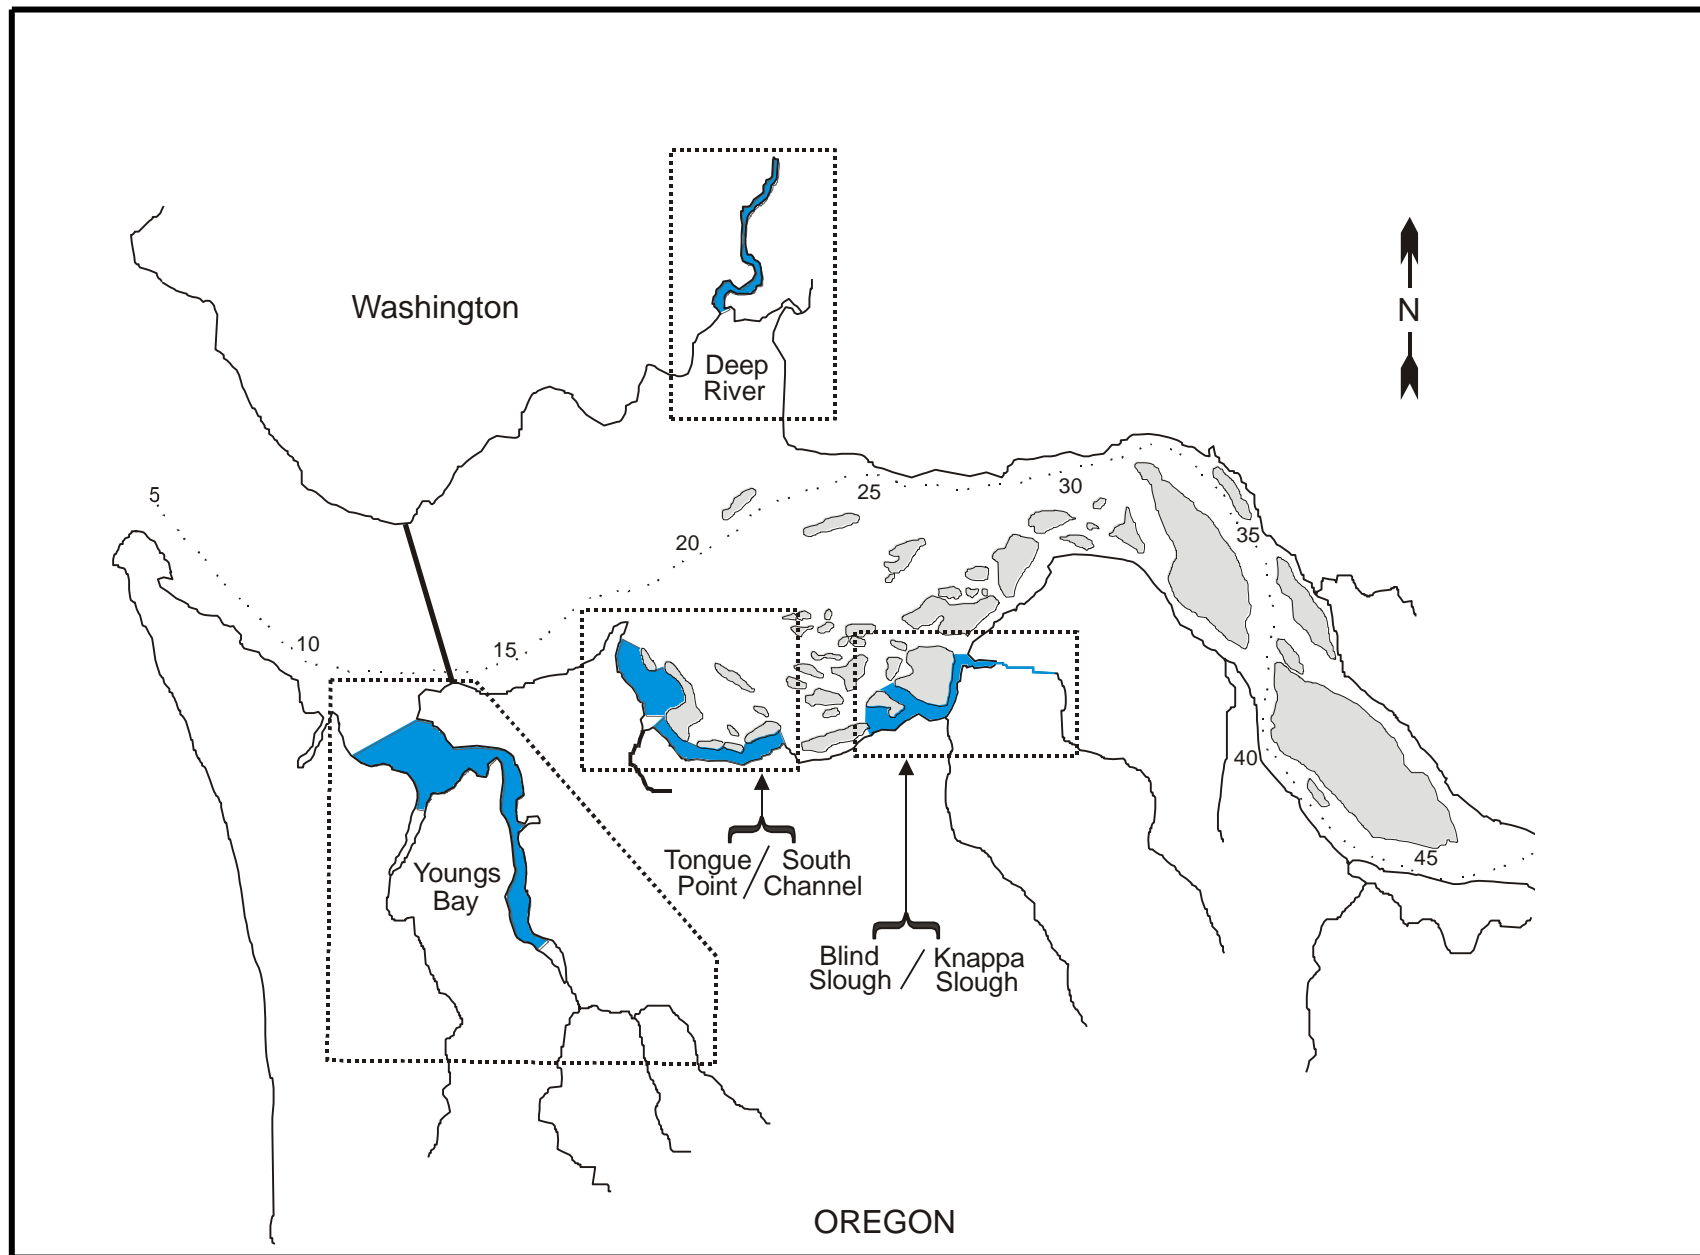 Washington
N
Deep
River
5
25
30
35
20
10
15
40
45
Tongue / South
Point / Channel
Youngs
Bay
Blind / Knappa
Slough / Slough
OREGON